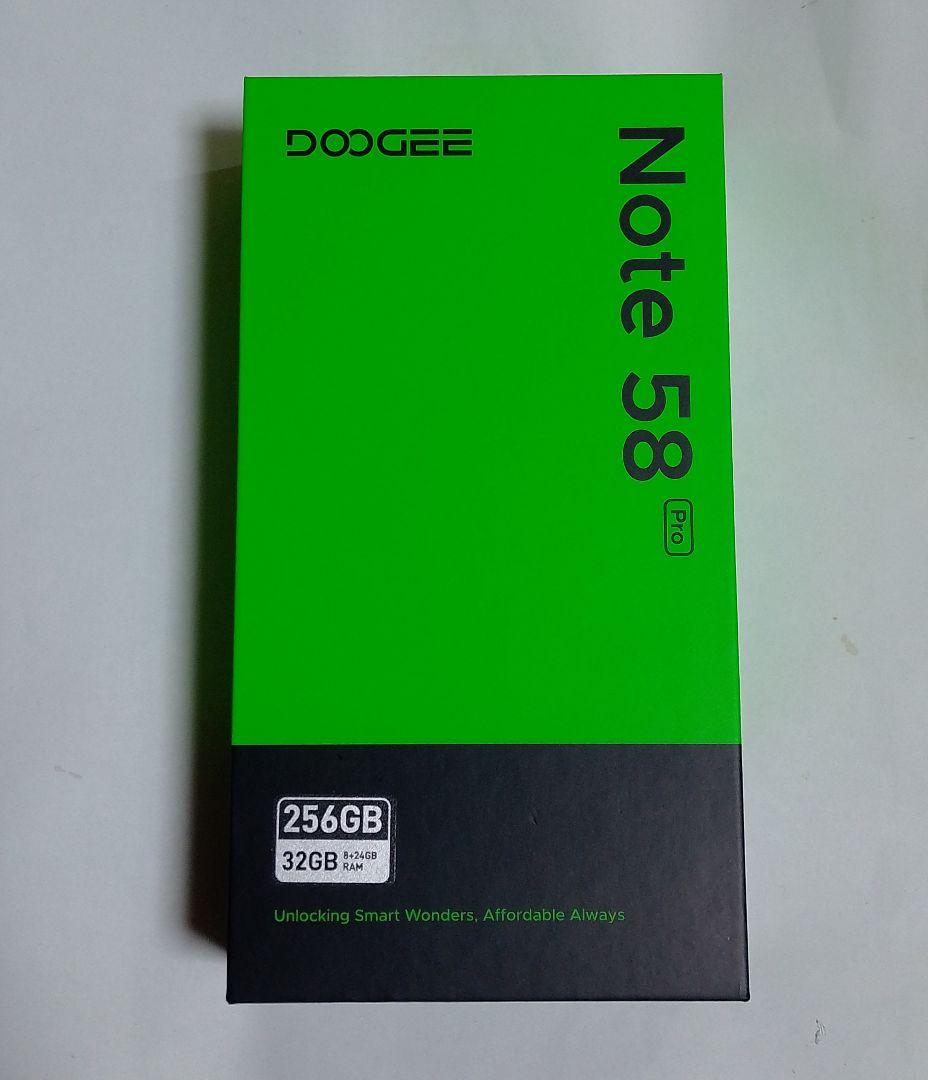 DOOGEE
Note 58
Pro
256GB
32GB 8+24GB
RAM
Unlocking Smart Wonders, Affordable Always